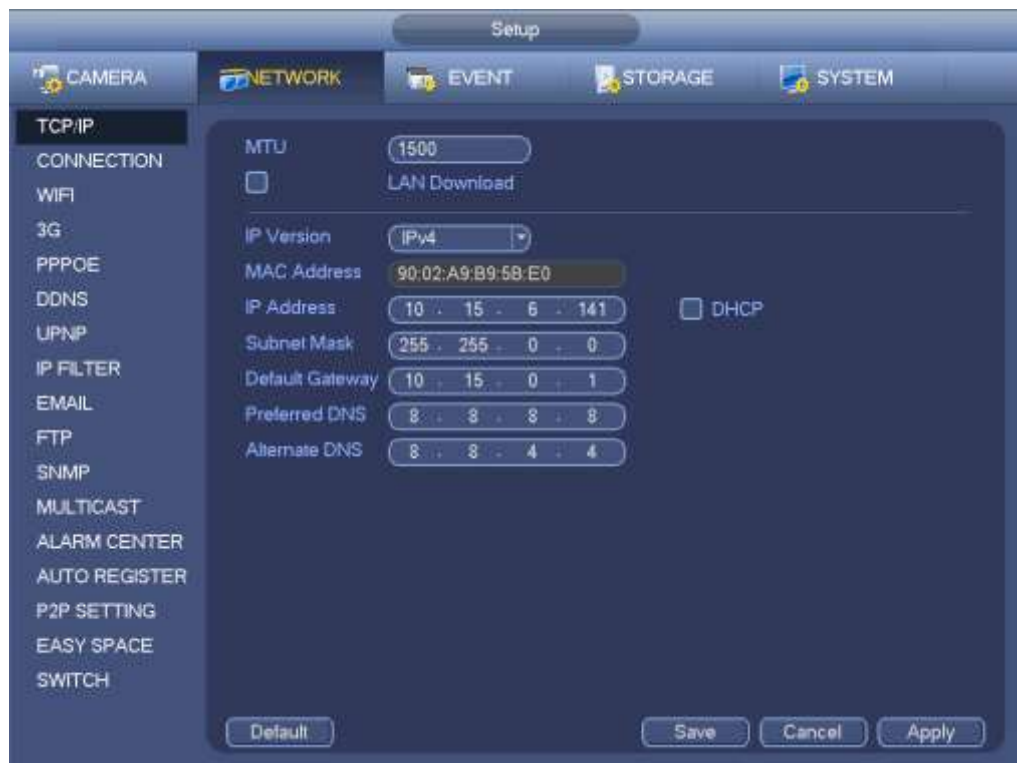 Setup
CAMERA NETWORK EVENT STORAGE SYSTEM
TCP/IP
CONNECTION
WIFI
3G
PPPOE
DDNS
UPNP
IP FILTER
EMAIL
FTP
SNMP
MULTICAST
ALARM CENTER
AUTO REGISTER
P2P SETTING
EASY SPACE
SWITCH
MTU 1500
LAN Download
IP Version IPv4
MAC Address 90:02:A9:B9:5B:E0
IP Address 10 . 15 . 6 . 141 DHCP
Subnet Mask 255 . 255 . 0 . 0
Default Gateway 10 . 15 . 0 . 1
Preferred DNS 8 . 8 . 8 . 8
Alternate DNS 8 . 8 . 4 . 4
Default Save Cancel Apply